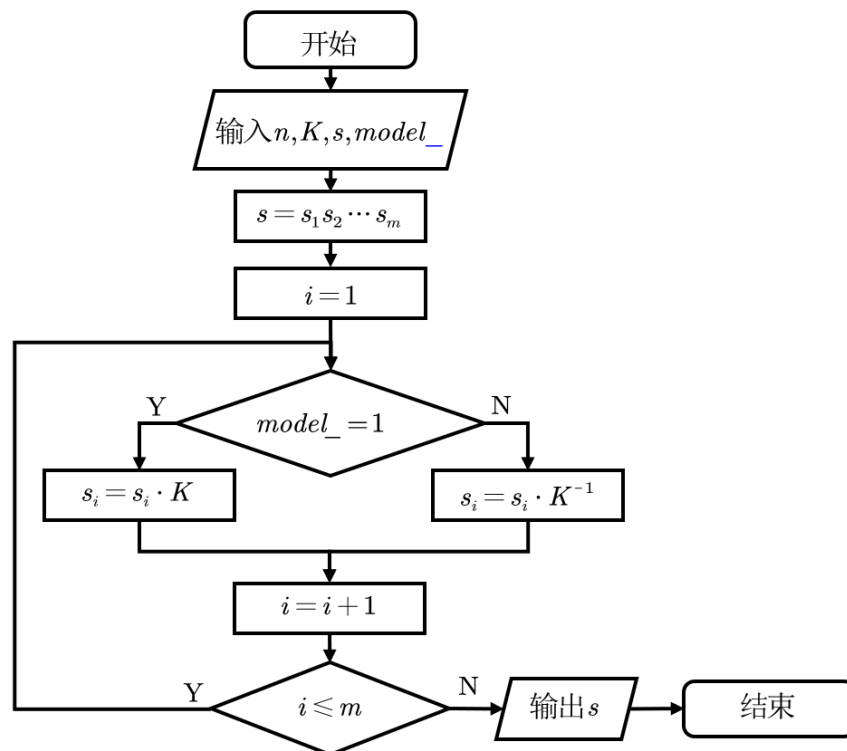 开始
输入n,K,s,model_
s=s₁s₂⋯sₘ
i=1
Y
model_=1
N
sᵢ=sᵢ·K
sᵢ=sᵢ·K⁻¹
i=i+1
Y
i≤m
N
输出s
结束